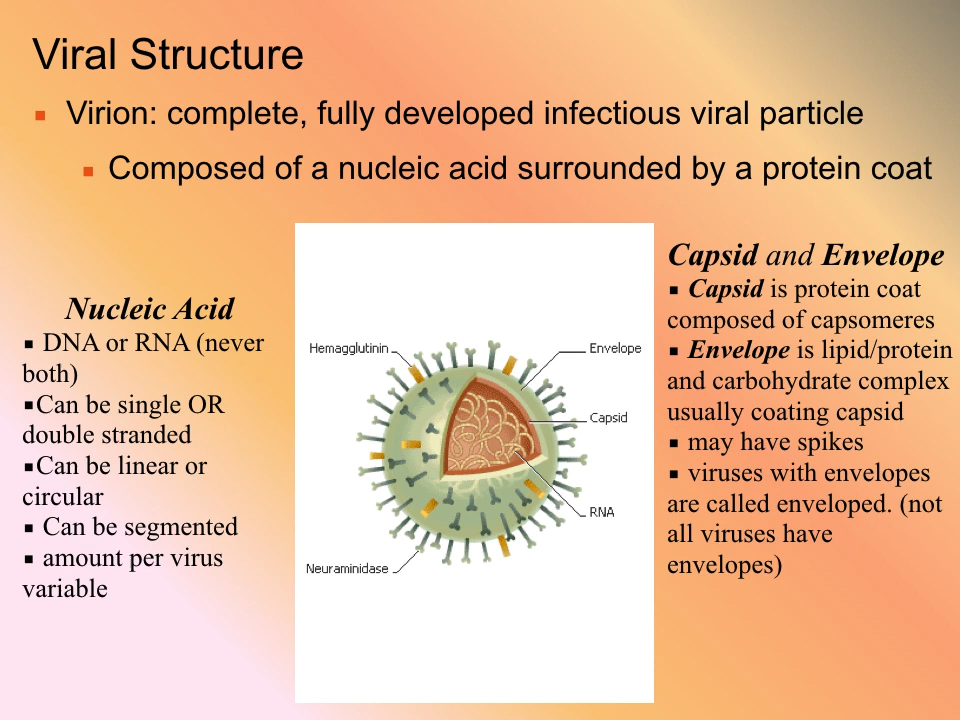 Viral Structure
▪ Virion: complete, fully developed infectious viral particle
▪ Composed of a nucleic acid surrounded by a protein coat
Nucleic Acid
▪ DNA or RNA (never
both)
▪Can be single OR
double stranded
▪Can be linear or
circular
▪ Can be segmented
▪ amount per virus
variable
Hemagglutinin
Envelope
Capsid
RNA
Neuraminidase
Capsid and Envelope
▪ Capsid is protein coat
composed of capsomeres
▪ Envelope is lipid/protein
and carbohydrate complex
usually coating capsid
▪ may have spikes
▪ viruses with envelopes
are called enveloped. (not
all viruses have
envelopes)